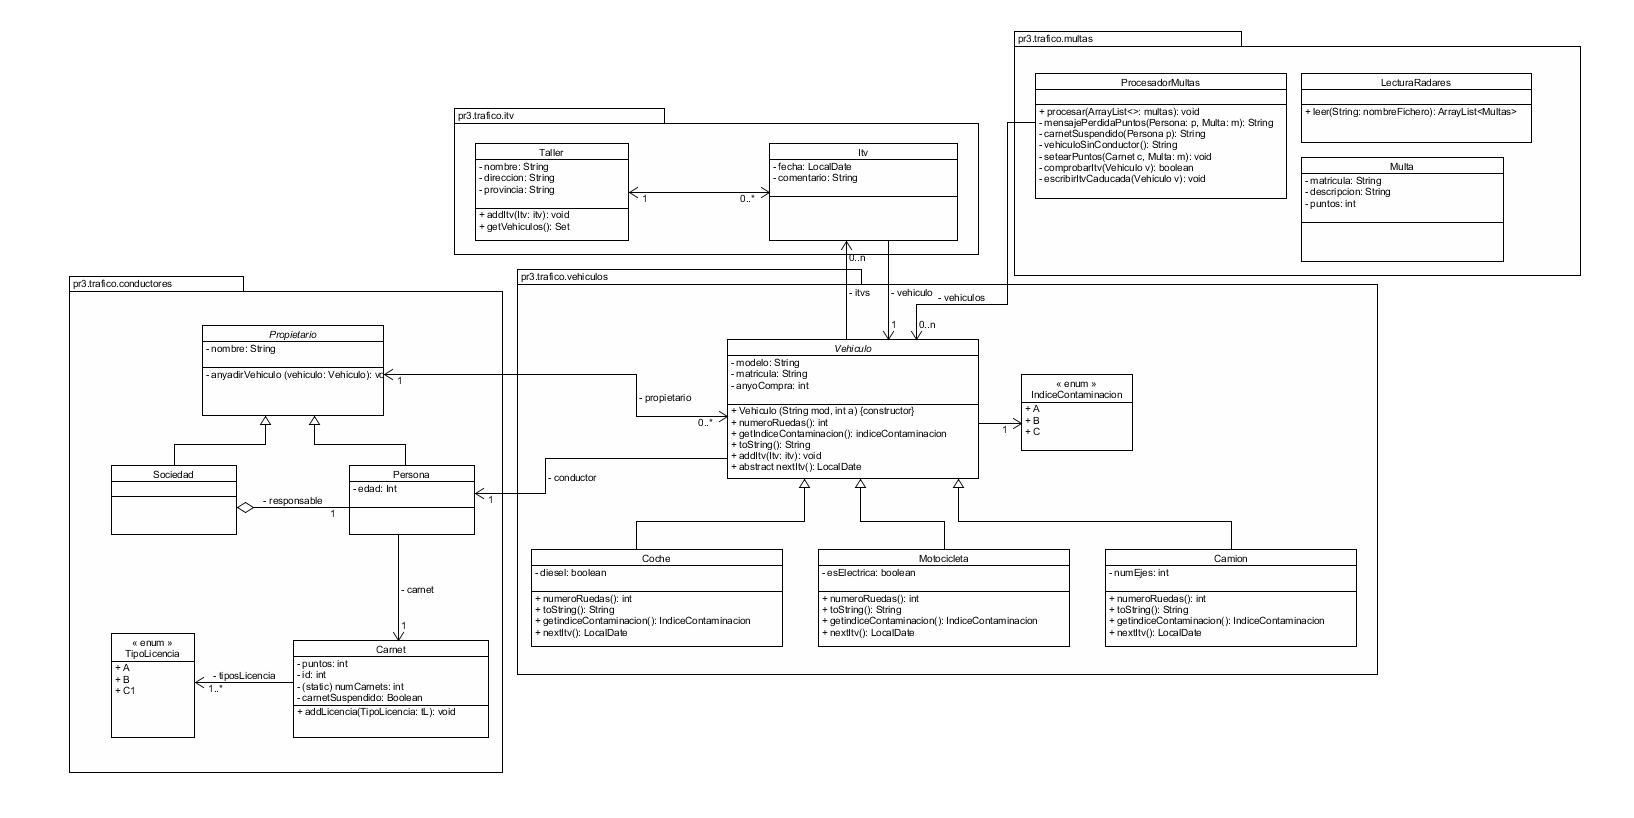 pr3.trafico.multas
ProcesadorMultas
+ procesar(ArrayList<>: multas): void
- mensajePerdidaPuntos(Persona: p, Multa: m): String
- carnetSuspendido(Persona p): String
- vehiculoSinConductor(): String
- setearPuntos(Carnet c, Multa: m): void
- comprobarItv(Vehiculo v): boolean
- escribirItvCaducada(Vehiculo v): void
LecturaRadares
+ leer(String: nombreFichero): ArrayList<Multas>
Multa
- matricula: String
- descripcion: String
- puntos: int
pr3.trafico.itv
Taller
- nombre: String
- direccion: String
- provincia: String
+ addItv(Itv: itv): void
+ getVehiculos(): Set
1
0..*
Itv
- fecha: LocalDate
- comentario: String
0..n
- itvs
- vehiculo
1
- vehiculos
0..n
pr3.trafico.conductores
Propietario
- nombre: String
- anyadirVehiculo (vehiculo: Vehiculo): vo
1
- propietario
0..*
Sociedad
Persona
- edad: Int
- responsable
1
1
- conductor
- carnet
1
« enum »
TipoLicencia
+ A
+ B
+ C1
- tiposLicencia
1..*
Carnet
- puntos: int
- id: int
- (static) numCarnets: int
- carnetSuspendido: Boolean
+ addLicencia(TipoLicencia: tL): void
pr3.trafico.vehiculos
Vehiculo
- modelo: String
- matricula: String
- anyoCompra: int
+ Vehiculo (String mod, int a) {constructor}
+ numeroRuedas(): int
+ getIndiceContaminacion(): indiceContaminacion
+ toString(): String
+ addItv(Itv: itv): void
+ abstract nextItv(): LocalDate
1
« enum »
IndiceContaminacion
+ A
+ B
+ C
Coche
- diesel: boolean
+ numeroRuedas(): int
+ toString(): String
+ getindiceContaminacion(): IndiceContaminacion
+ nextItv(): LocalDate
Motocicleta
- esElectrica: boolean
+ numeroRuedas(): int
+ toString(): String
+ getindiceContaminacion(): IndiceContaminacion
+ nextItv(): LocalDate
Camion
- numEjes: int
+ numeroRuedas(): int
+ toString(): String
+ getindiceContaminacion(): IndiceContaminacion
+ nextItv(): LocalDate